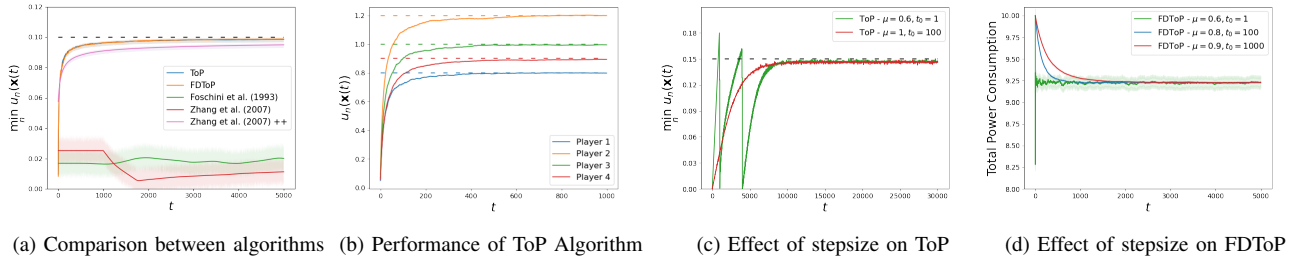 0.12
0.10
0.08
0.06
0.04
0.02
0.00
min u_n(x(t)
n
ToP
FDToP
Foschini et al. (1993)
Zhang et al. (2007)
Zhang et al. (2007) ++
0 1000 2000 3000 4000 5000
t
(a) Comparison between algorithms
1.2
1.0
0.8
0.6
0.4
0.2
0.0
u_n(x(t))
Player 1
Player 2
Player 3
Player 4
0 200 400 600 800 1000
t
(b) Performance of ToP Algorithm
0.18
0.15
0.12
0.09
0.06
0.03
0.00
min u_n(x(t)
n
ToP - μ = 0.6, t₀ = 1
ToP - μ = 1, t₀ = 100
0 5000 10000 15000 20000 25000 30000
t
(c) Effect of stepsize on ToP
10.00
9.75
9.50
9.25
9.00
8.75
8.50
8.25
8.00
Total Power Consumption
FDToP - μ = 0.6, t₀ = 1
FDToP - μ = 0.8, t₀ = 100
FDToP - μ = 0.9, t₀ = 1000
0 1000 2000 3000 4000 5000
t
(d) Effect of stepsize on FDToP